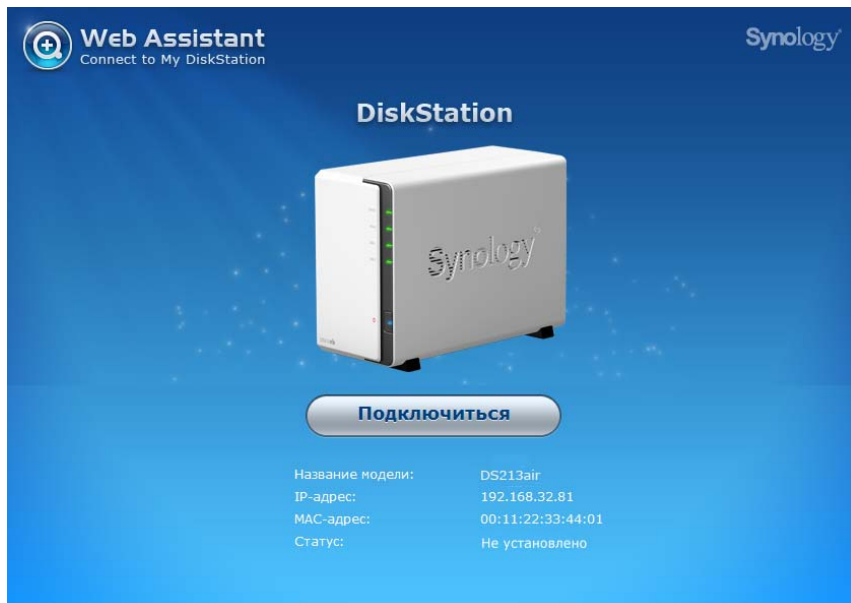 Web Assistant
Connect to My DiskStation
Synology
DiskStation
Synology
Подключиться
Название модели: DS213air
IP-адрес: 192.168.32.81
MAC-адрес: 00:11:22:33:44:01
Статус: Не установлено